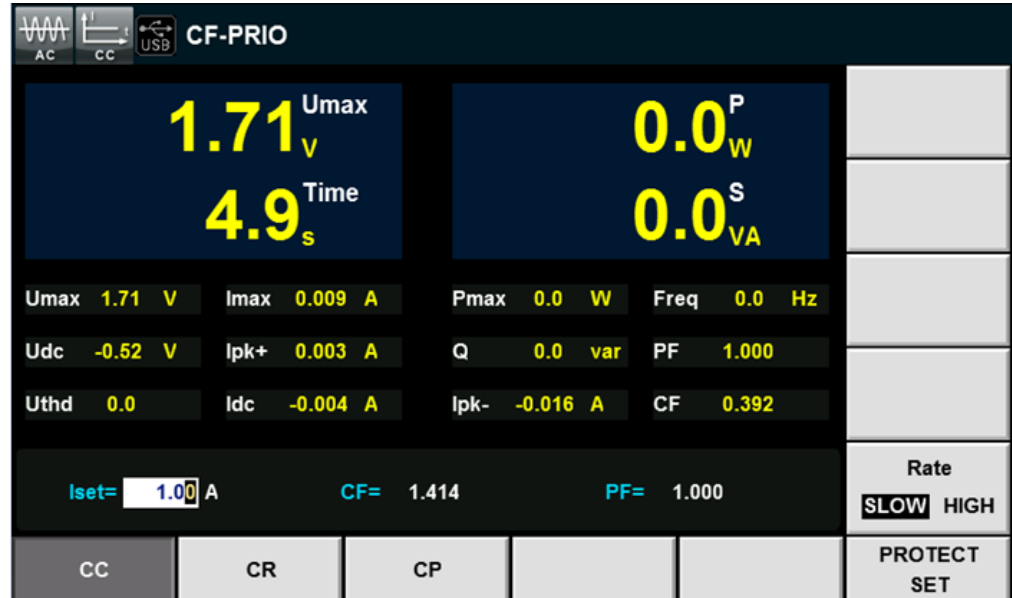 AC CC USB CF-PRIO
1.71 Umax V 0.0 P W
4.9 Time s 0.0 S VA
Umax 1.71 V Imax 0.009 A Pmax 0.0 W Freq 0.0 Hz
Udc -0.52 V Ipk+ 0.003 A Q 0.0 var PF 1.000
Uthd 0.0 Idc -0.004 A Ipk- -0.016 A CF 0.392
Iset= 1.00 A CF= 1.414 PF= 1.000
Rate
SLOW HIGH
CC CR CP
PROTECT
SET